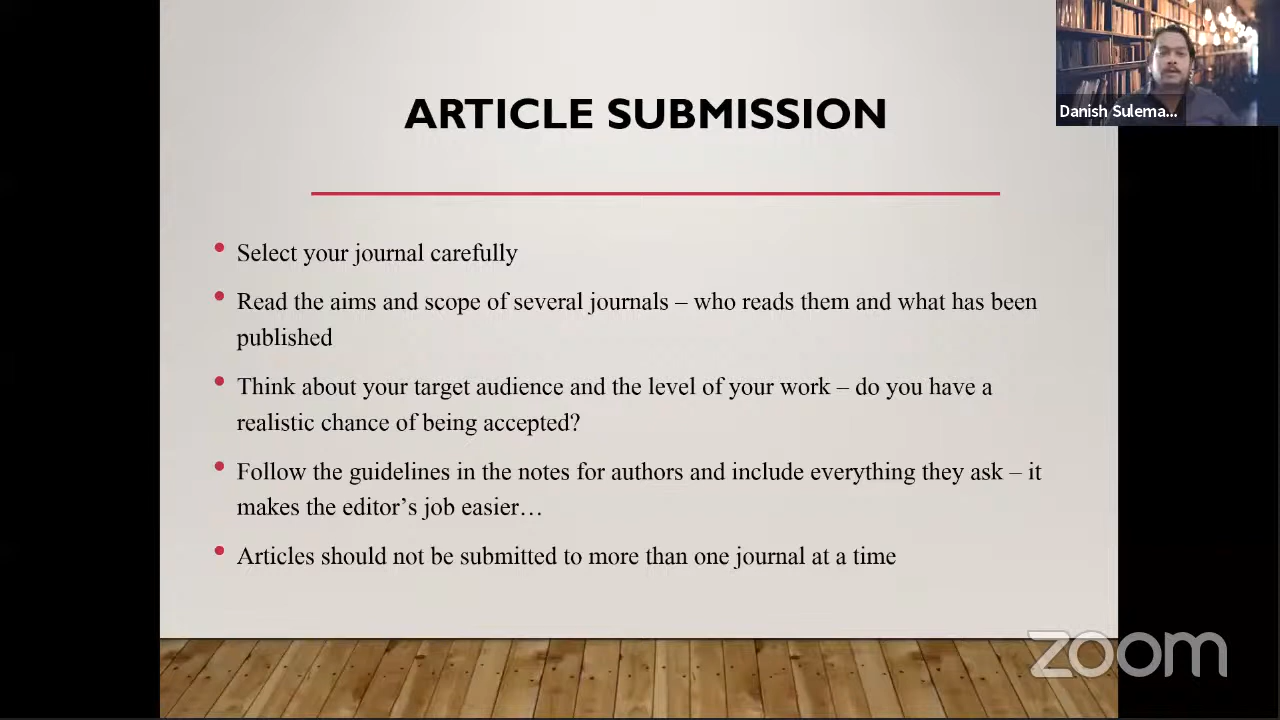 Danish Sulema...
ARTICLE SUBMISSION
• Select your journal carefully
• Read the aims and scope of several journals – who reads them and what has been
published
• Think about your target audience and the level of your work – do you have a
realistic chance of being accepted?
• Follow the guidelines in the notes for authors and include everything they ask – it
makes the editor’s job easier…
• Articles should not be submitted to more than one journal at a time
zoom